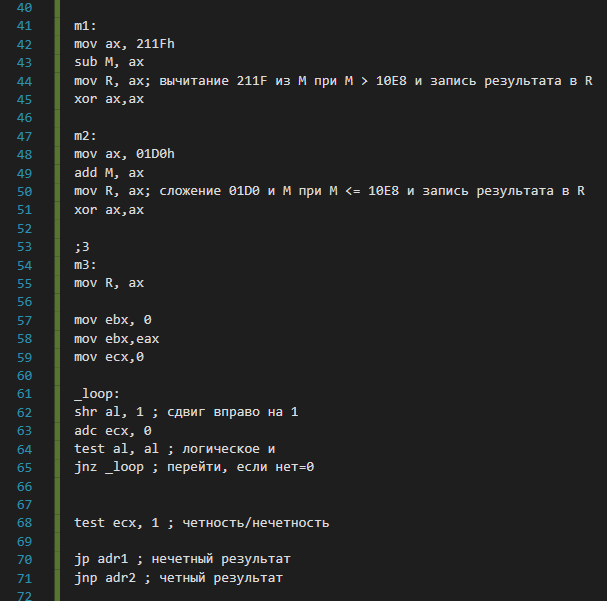 40
41 m1:
42 mov ax, 211Fh
43 sub M, ax
44 mov R, ax; вычитание 211F из M при M > 10E8 и запись результата в R
45 xor ax,ax
46
47 m2:
48 mov ax, 01D0h
49 add M, ax
50 mov R, ax; сложение 01D0 и M при M <= 10E8 и запись результата в R
51 xor ax,ax
52
53 ;3
54 m3:
55 mov R, ax
56
57 mov ebx, 0
58 mov ebx,eax
59 mov ecx,0
60
61 _loop:
62 shr al, 1 ; сдвиг вправо на 1
63 adc ecx, 0
64 test al, al ; логическое и
65 jnz _loop ; перейти, если нет=0
66
67
68 test ecx, 1 ; четность/нечетность
69
70 jp adr1 ; нечетный результат
71 jnp adr2 ; четный результат
72